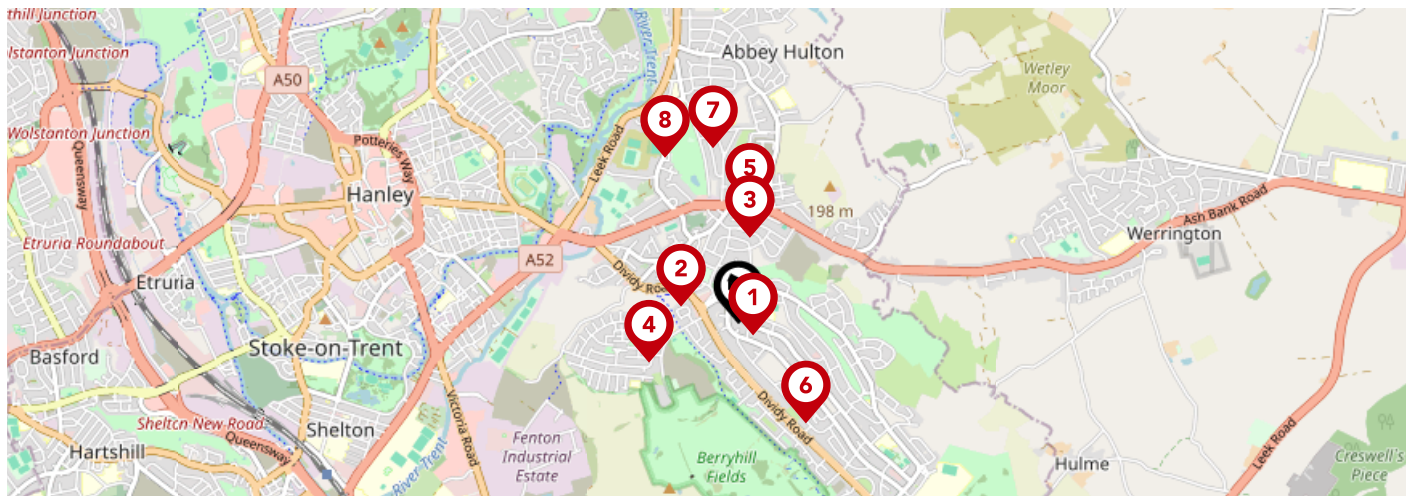 thill Junction
olstanton Junction
Wolstanton Junction
Queensway
A50
Potteries Way
Hanley
Etruria Roundabout
Etruria
Basford
Stoke-on-Trent
Shelton New Road
Queensway
Shelton
Hartshill
River Trent
Victoria Road
Fenton
Industrial
Estate
River Trent
Leek Road
A52
Abbey Hulton
8
7
5
3
198 m
Dividy Roa
2
1
4
6
Dividy Road
Berryhill
Fields
Wetley
Moor
Ash Bank Road
Werrington
Hulme
Leek Road
Creswell's
Piece